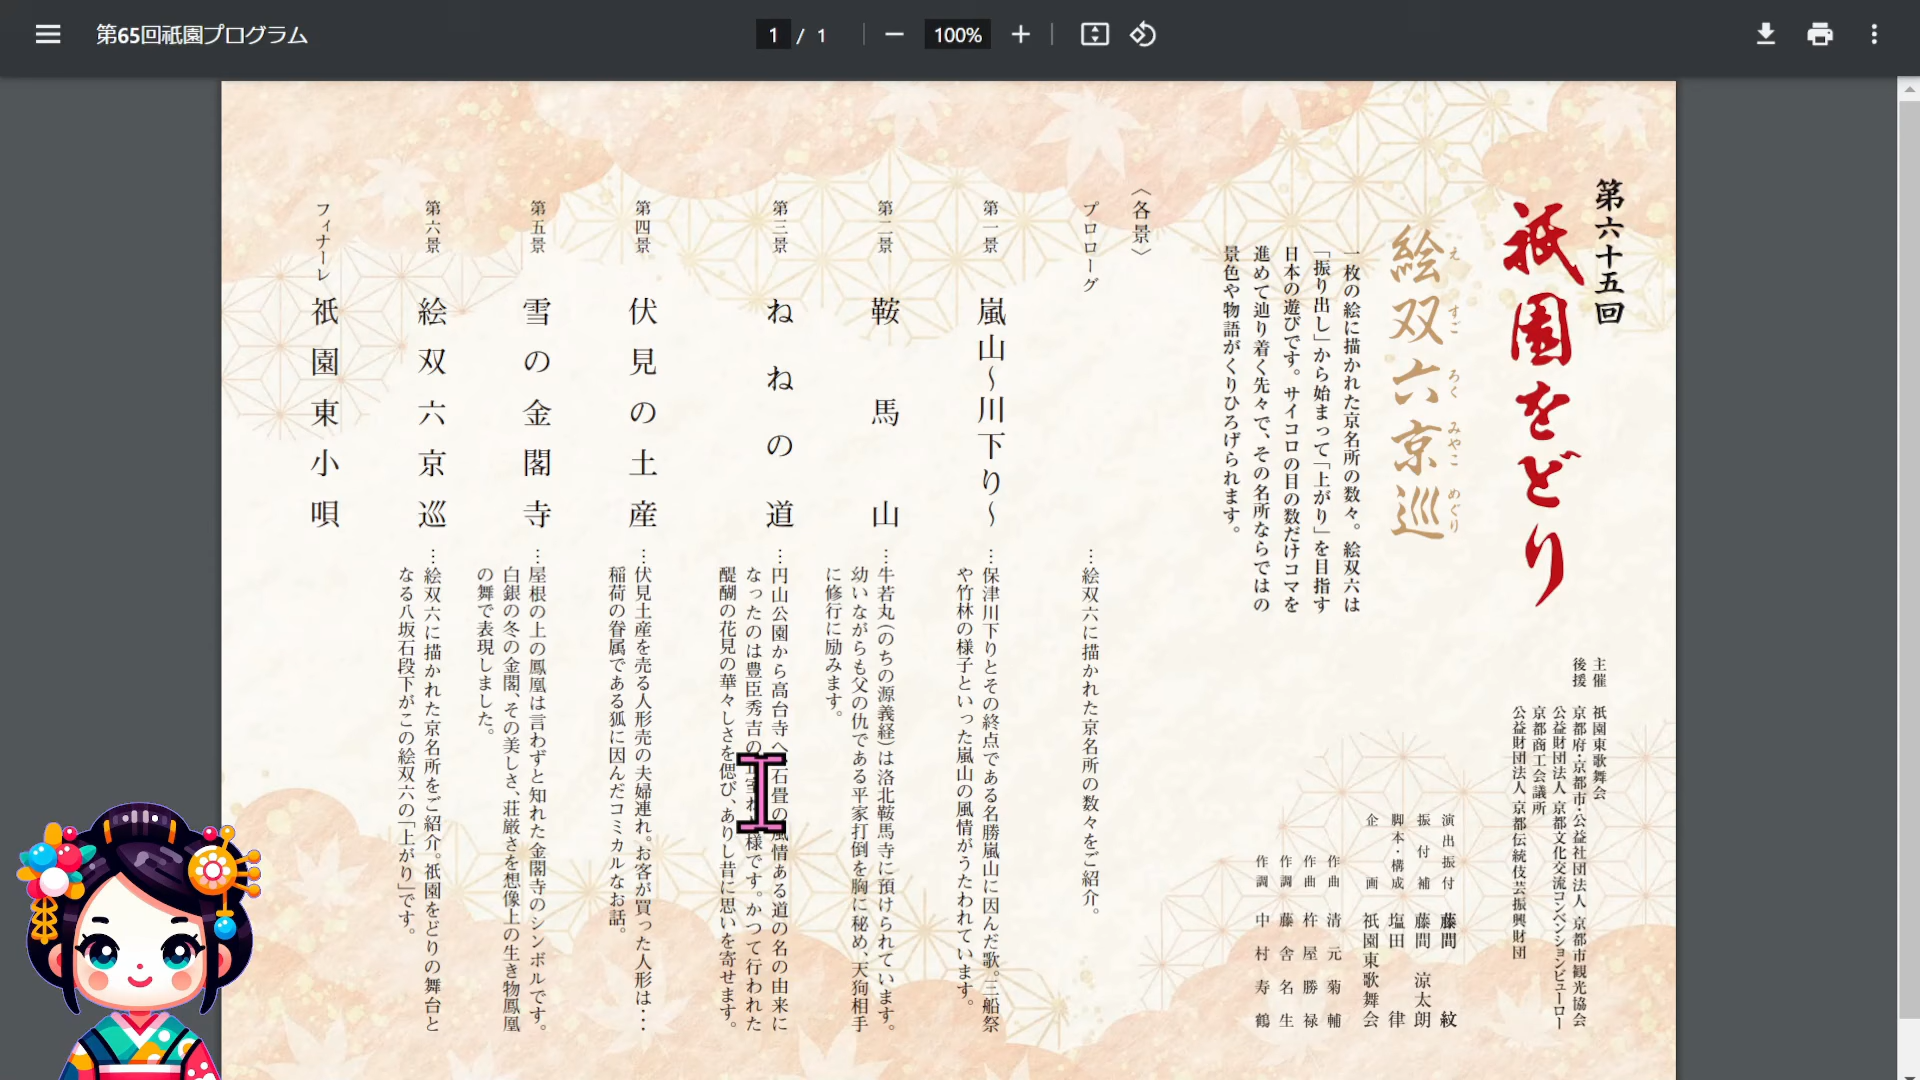 第65回祇園プログラム
1 / 1
100%
第六十五回
祇園をどり
絵双六京巡
え すご ろく みやこ めぐり
一枚の絵に描かれた京名所の数々。絵双六は
「振り出し」から始まって「上がり」を目指す
日本の遊びです。サイコロの目の数だけコマを
進めて辿り着く先々で、その名所ならではの
景色や物語がくりひろげられます。
主催 祇園東歌舞会
後援 京都府・京都市・公益社団法人 京都市観光協会
公益財団法人 京都文化交流コンベンションビューロー
京都商工会議所
公益財団法人 京都伝統伎芸振興財団
演出振付 藤間 紋
振付補 藤間 涼太朗
脚本・構成 塩田 律
企画 祇園東歌舞会
作曲 清元菊輔
作曲 杵屋勝禄
作調 藤舎名生
作調 中村寿鶴
〈各景〉
プロローグ
…絵双六に描かれた京名所の数々をご紹介。
第一景 嵐山〜川下り〜
…保津川下りとその終点である名勝嵐山に因んだ歌。三船祭
や竹林の様子といった嵐山の風情がうたわれています。
第二景 鞍馬山
…牛若丸(のちの源義経)は洛北鞍馬寺に預けられています。
幼いながらも父の仇である平家打倒を胸に秘め、天狗相手
に修行に励みます。
第三景 ねねの道
…円山公園から高台寺へ石畳の風情ある道の名の由来に
なったのは豊臣秀吉の様です。かつて行われた
醍醐の花見の華々しさを偲び、ありし昔に思いを寄せます。
第四景 伏見の土産
…伏見土産を売る人形売の夫婦連れ。お客が買った人形は…
稲荷の眷属である狐に因んだコミカルなお話。
第五景 雪の金閣寺
…屋根の上の鳳凰は言わずと知れた金閣寺のシンボルです。
白銀の冬の金閣、その美しさ、荘厳さを想像上の生き物鳳凰
の舞で表現しました。
第六景 絵双六京巡
…絵双六に描かれた京名所をご紹介。祇園をどりの舞台と
なる八坂石段下がこの絵双六の「上がり」です。
フィナーレ 祇園東小唄